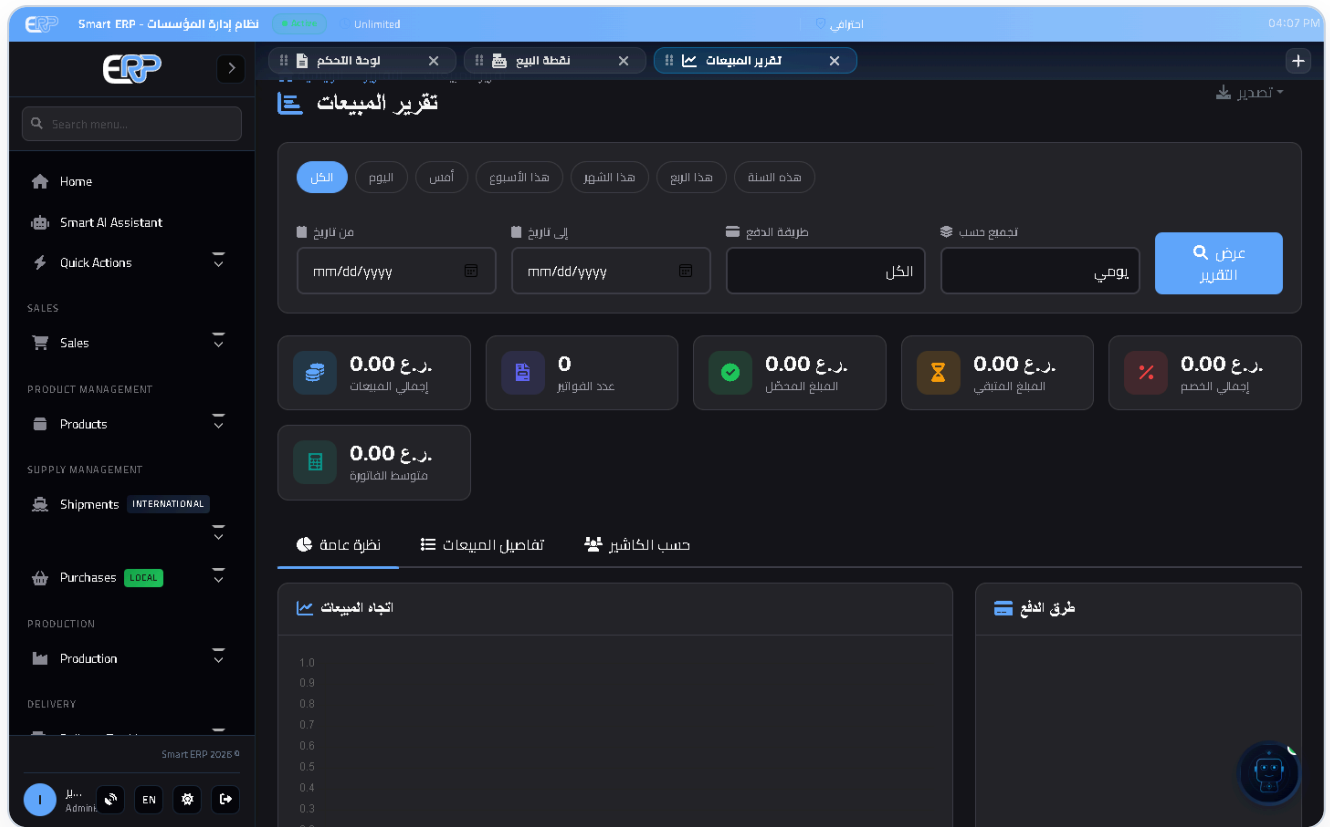 ERP
Smart ERP - نظام إدارة المؤسسات
Unlimited
احترافي
04:07 PM
ERP
لوحة التحكم
نقطة البيع
تقرير المبيعات
Search menu...
Home
Smart AI Assistant
Quick Actions
SALES
Sales
PRODUCT MANAGEMENT
Products
SUPPLY MANAGEMENT
Shipments INTERNATIONAL
Purchases LOCAL
PRODUCTION
Production
DELIVERY
Smart ERP 2026 ©
I
EN
تقرير المبيعات
تصدير
الكل
اليوم
أمس
هذا الأسبوع
هذا الشهر
هذا الربع
هذه السنة
من تاريخ
إلى تاريخ
طريقة الدفع
تجميع حسب
mm/dd/yyyy
mm/dd/yyyy
الكل
يومي
عرض
التقرير
0.00 ر.ع.
إجمالي المبيعات
0
عدد الفواتير
0.00 ر.ع.
المبلغ المحصّل
0.00 ر.ع.
المبلغ المتبقي
0.00 ر.ع.
إجمالي الخصم
0.00 ر.ع.
متوسط الفاتورة
نظرة عامة
تفاصيل المبيعات
حسب الكاشير
اتجاه المبيعات
طرق الدفع
1.0
0.9
0.8
0.7
0.6
0.5
0.4
0.3